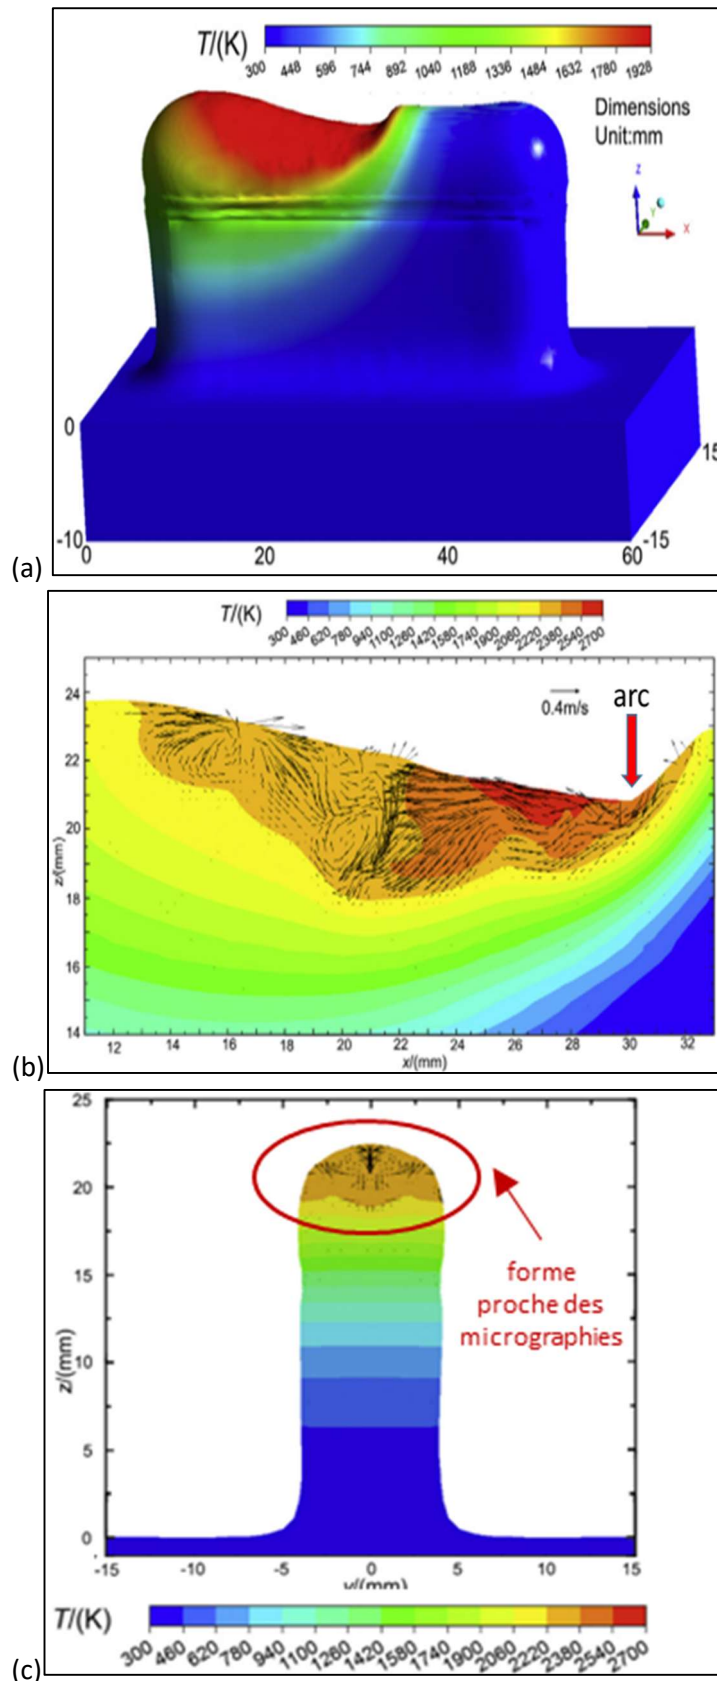 T/(K)
300 448 596 744 892 1040 1188 1336 1484 1632 1780 1928
Dimensions
Unit:mm
Z
Y
X
0
15
-10
-15
0 20 40 60
(a)
T/(K)
300 460 620 780 940 1100 1260 1420 1580 1740 1900 2060 2220 2380 2540 2700
arc
0.4m/s
24
22
20
18
16
14
z/(mm)
12 14 16 18 20 22 24 26 28 30 32
x/(mm)
(b)
25
20
15
10
5
0
z/(mm)
forme
proche des
micrographies
-15 -10 -5 0 5 10 15
y/(mm)
T/(K)
300 460 620 780 940 1100 1260 1420 1580 1740 1900 2060 2220 2380 2540 2700
(c)